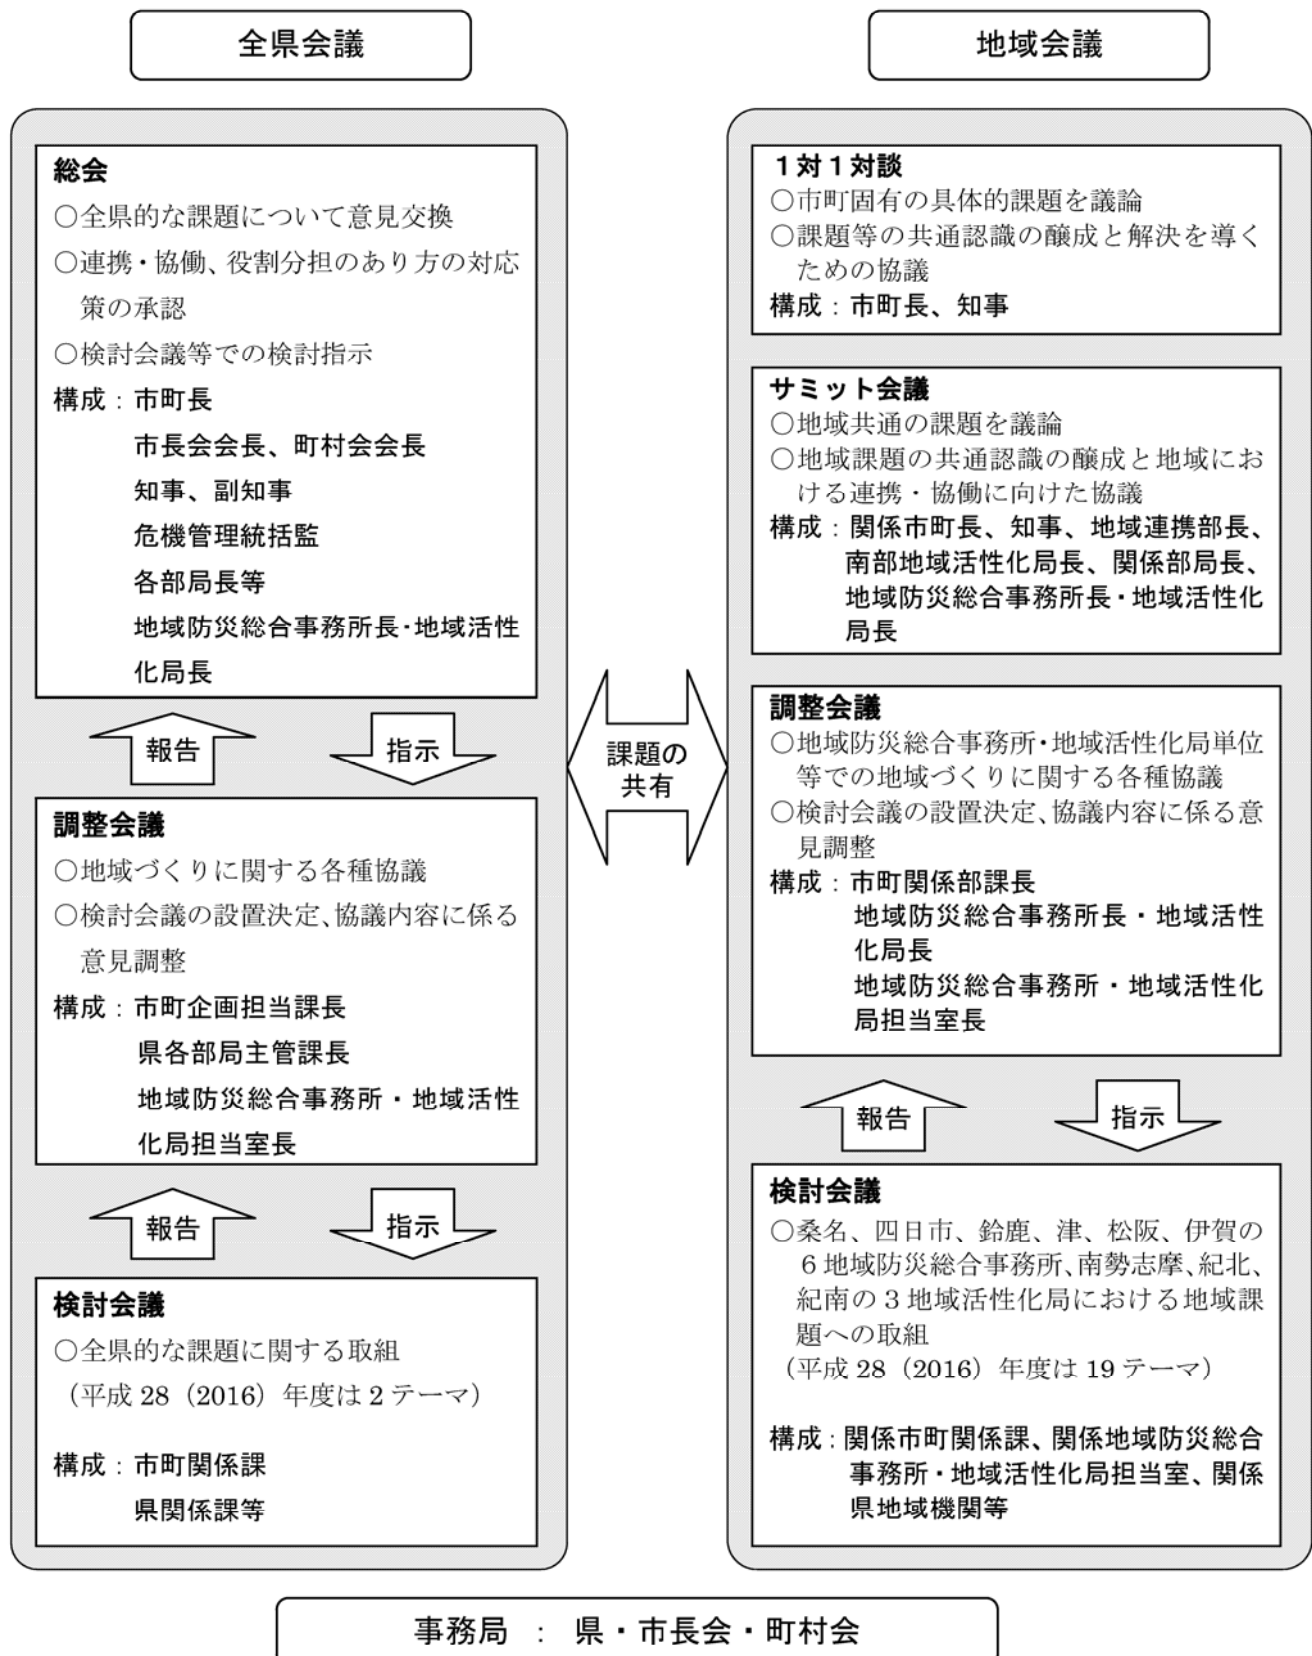 全県会議
総会
○全県的な課題について意見交換
○連携・協働、役割分担のあり方の対応
策の承認
○検討会議等での検討指示
構成：市町長
市長会会長、町村会会長
知事、副知事
危機管理統括監
各部局長等
地域防災総合事務所長・地域活性
化局長
報告
指示
調整会議
○地域づくりに関する各種協議
○検討会議の設置決定、協議内容に係る
意見調整
構成：市町企画担当課長
県各部局主管課長
地域防災総合事務所・地域活性
化局担当室長
報告
指示
検討会議
○全県的な課題に関する取組
（平成 28（2016）年度は 2 テーマ）
構成：市町関係課
県関係課等
課題の
共有
地域会議
１対１対談
○市町固有の具体的課題を議論
○課題等の共通認識の醸成と解決を導く
ための協議
構成：市町長、知事
サミット会議
○地域共通の課題を議論
○地域課題の共通認識の醸成と地域にお
ける連携・協働に向けた協議
構成：関係市町長、知事、地域連携部長、
南部地域活性化局長、関係部局長、
地域防災総合事務所長・地域活性化
局長
調整会議
○地域防災総合事務所・地域活性化局単位
等での地域づくりに関する各種協議
○検討会議の設置決定、協議内容に係る意
見調整
構成：市町関係部課長
地域防災総合事務所長・地域活性
化局長
地域防災総合事務所・地域活性化
局担当室長
報告
指示
検討会議
○桑名、四日市、鈴鹿、津、松阪、伊賀の
６地域防災総合事務所、南勢志摩、紀北、
紀南の３地域活性化局における地域課
題への取組
（平成 28（2016）年度は 19 テーマ）
構成：関係市町関係課、関係地域防災総合
事務所・地域活性化局担当室、関係
県地域機関等
事務局 ： 県・市長会・町村会